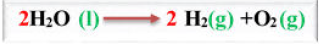 2H₂O (l) ⟶ 2 H₂(g) +O₂(g)